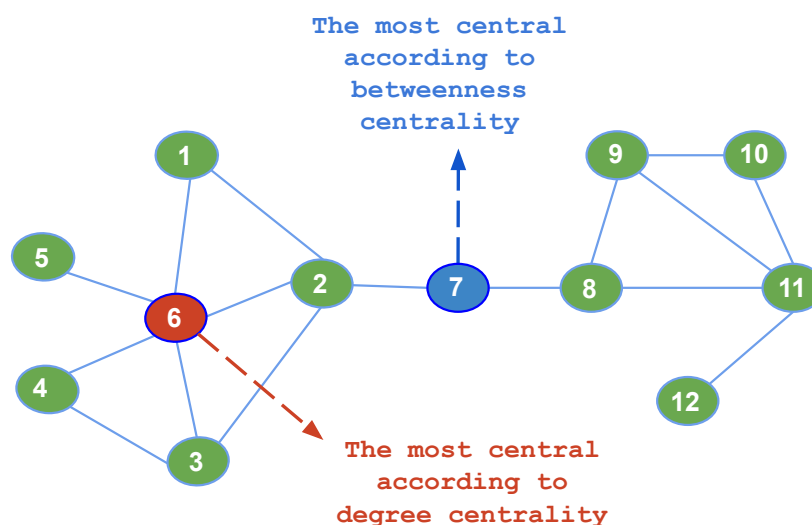 The most central
according to
betweenness
centrality
1
9
10
5
2
7
8
11
6
4
12
3
The most central
according to
degree centrality